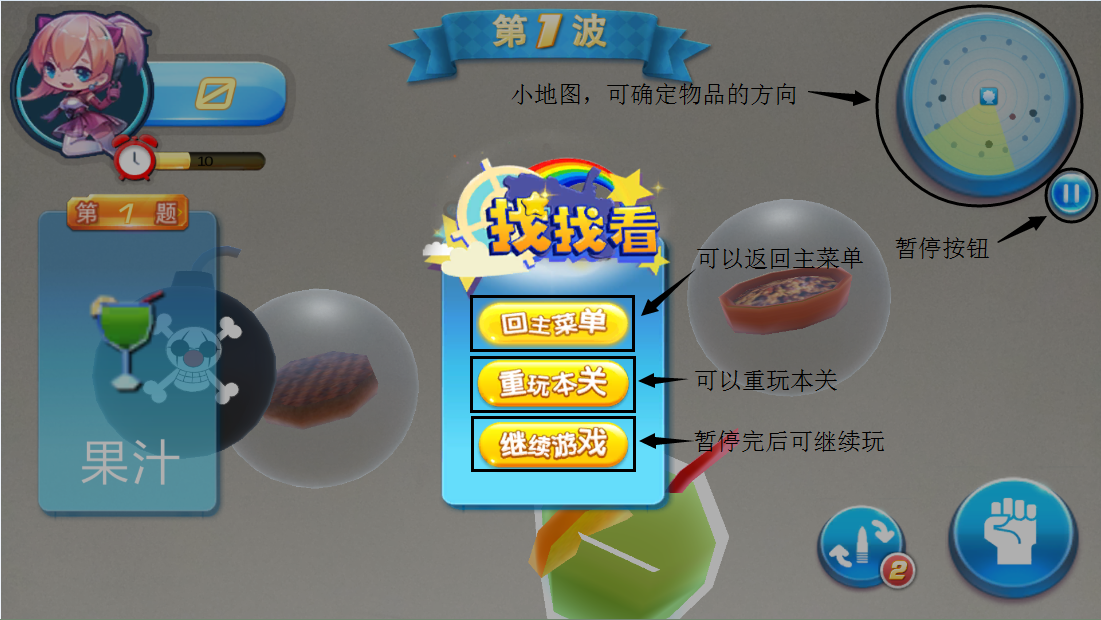 第1波
0
小地图，可确定物品的方向
10
第1题
找找看
暂停按钮
可以返回主菜单
回主菜单
重玩本关
可以重玩本关
继续游戏
暂停完后可继续玩
果汁
2